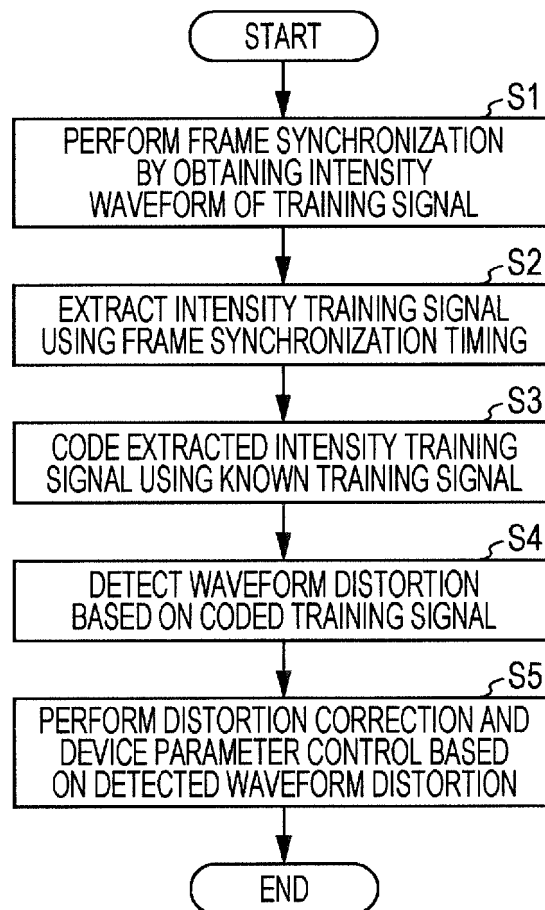 START
S1
PERFORM FRAME SYNCHRONIZATION
BY OBTAINING INTENSITY
WAVEFORM OF TRAINING SIGNAL
S2
EXTRACT INTENSITY TRAINING SIGNAL
USING FRAME SYNCHRONIZATION TIMING
S3
CODE EXTRACTED INTENSITY TRAINING
SIGNAL USING KNOWN TRAINING SIGNAL
S4
DETECT WAVEFORM DISTORTION
BASED ON CODED TRAINING SIGNAL
S5
PERFORM DISTORTION CORRECTION AND
DEVICE PARAMETER CONTROL BASED
ON DETECTED WAVEFORM DISTORTION
END